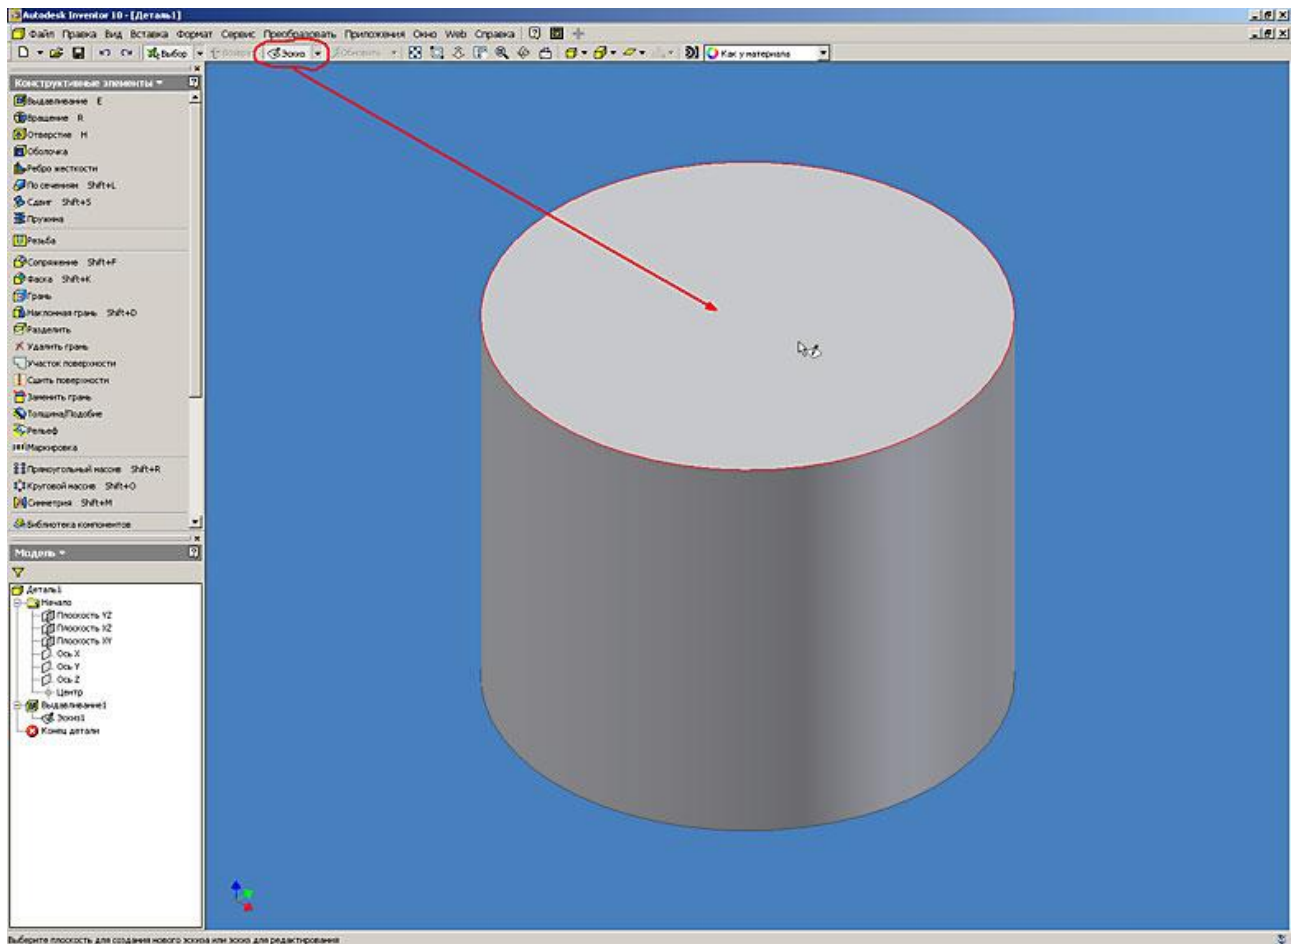 Autodesk Inventor 10 - [Деталь1]
Файл Правка Вид Вставка Формат Сервис Преобразовать Приложения Окно Web Справка
Выбор Эскиз Обновить Как у материала
Конструктивные элементы
Выдавливание E
Вращение R
Отверстие H
Оболочка
Ребро жесткости
По сечениям Shift+L
Сдвиг Shift+S
Пружина
Резьба
Сопряжение Shift+F
Фаска Shift+K
Грань
Наклонная грань Shift+D
Разделить
Удалить грань
Участок поверхности
Сшить поверхности
Заменить грань
Толщина/Подобие
Рельеф
Маркировка
Прямоугольный массив Shift+R
Круговой массив Shift+O
Симметрия Shift+M
Библиотека компонентов
Модель
Деталь1
Начало
Плоскость YZ
Плоскость XZ
Плоскость XY
Ось X
Ось Y
Ось Z
Центр
Выдавливание1
Эскиз1
Конец детали
Выберите плоскость для создания нового эскиза или эскиз для редактирования